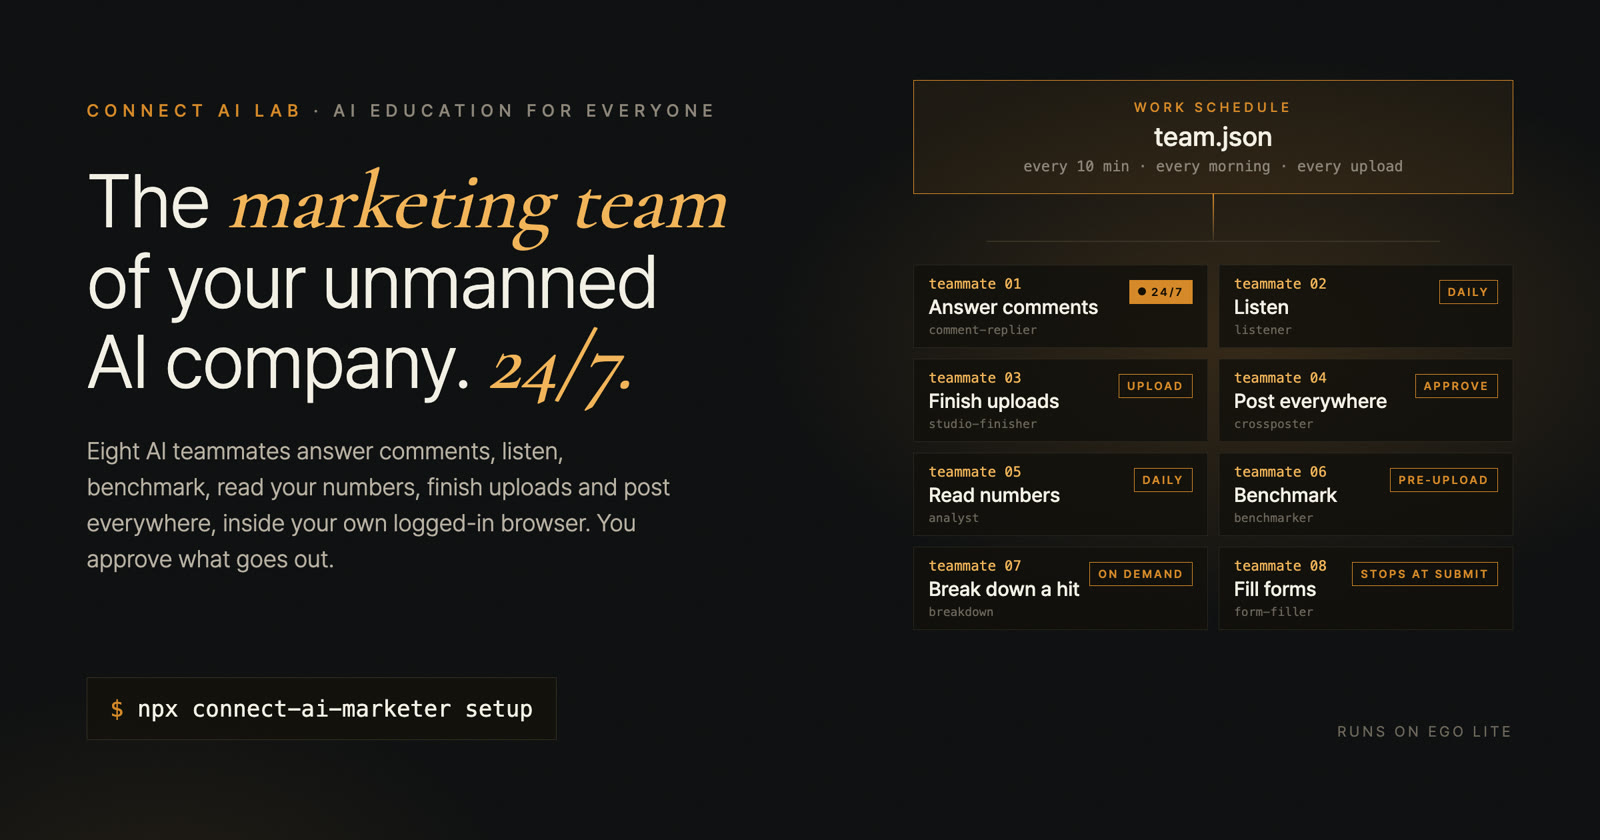 CONNECT AI LAB · AI EDUCATION FOR EVERYONE
The marketing team
of your unmanned
AI company. 24/7.
Eight AI teammates answer comments, listen,
benchmark, read your numbers, finish uploads and post
everywhere, inside your own logged-in browser. You
approve what goes out.
$ npx connect-ai-marketer setup
WORK SCHEDULE
team.json
every 10 min · every morning · every upload
teammate 01
24/7
Answer comments
comment-replier
teammate 02
DAILY
Listen
listener
teammate 03
UPLOAD
Finish uploads
studio-finisher
teammate 04
APPROVE
Post everywhere
crossposter
teammate 05
DAILY
Read numbers
analyst
teammate 06
PRE-UPLOAD
Benchmark
benchmarker
teammate 07
ON DEMAND
Break down a hit
breakdown
teammate 08
STOPS AT SUBMIT
Fill forms
form-filler
RUNS ON EGO LITE